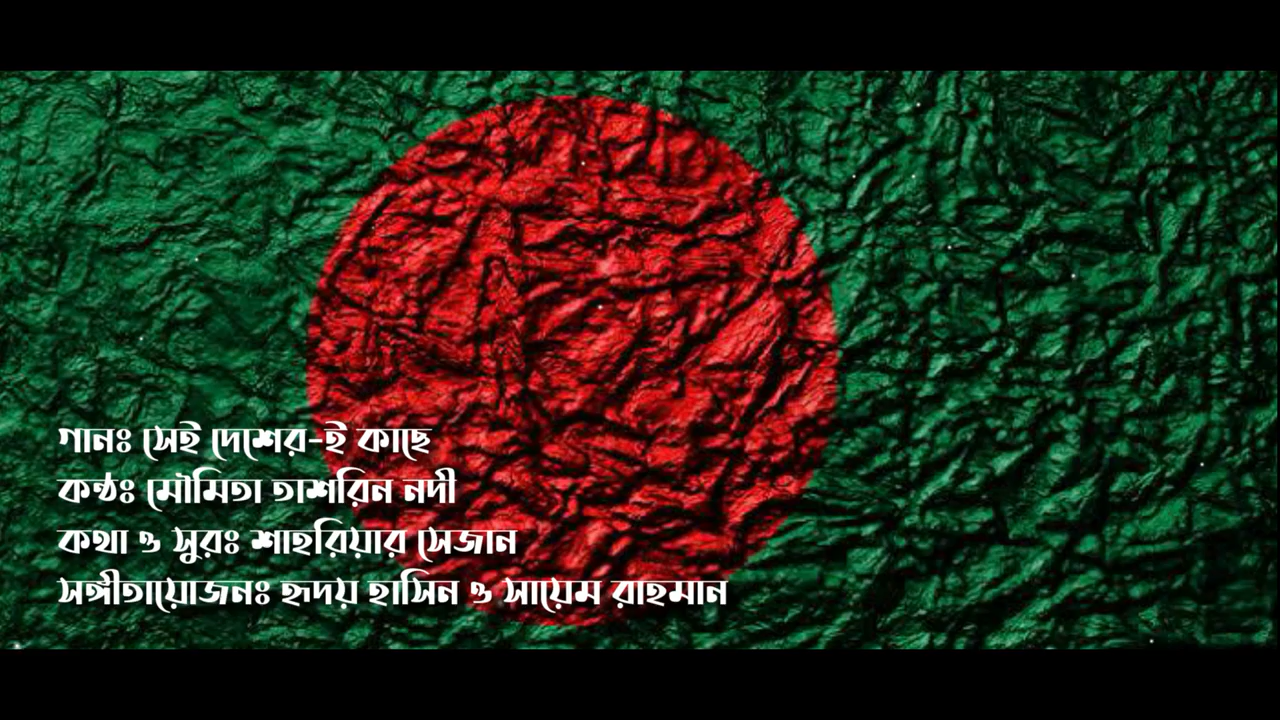 গানঃ সেই দেশের-ই কাছে
কন্ঠঃ মৌমিতা তাশরিন নদী
কথা ও সুরঃ শাহরিয়ার সেজান
সঙ্গীতায়োজনঃ হৃদয় হাসিন ও সায়েম রাহমান